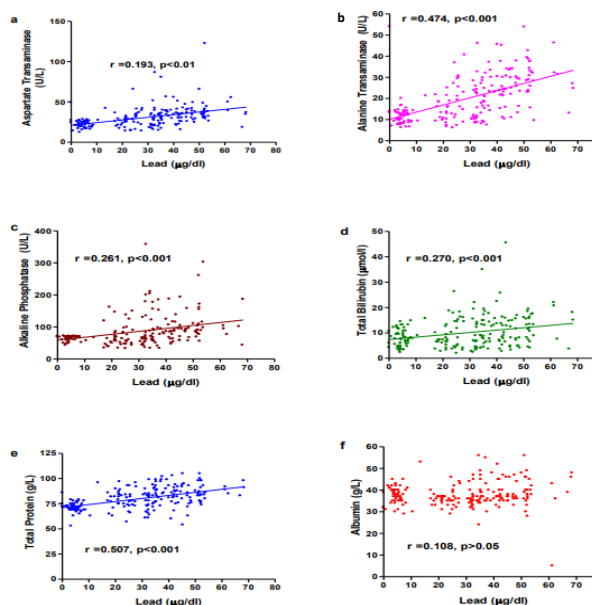 a
Aspartate Transaminase
(U/L)
150
100
50
0
r =0.193, p<0.01
0 10 20 30 40 50 60 70 80
Lead (µg/dl)
b
Alanine Transaminase (U/L)
60
50
40
30
20
10
0
r =0.474, p<0.001
0 10 20 30 40 50 60 70
Lead (µg/dl)
c
Alkaline Phosphatase (U/L)
400
300
200
100
0
r =0.261, p<0.001
0 10 20 30 40 50 60 70 80
Lead (µg/dl)
d
Total Bilirubin (µmol/l)
50
40
30
20
10
0
r =0.270, p<0.001
0 10 20 30 40 50 60 70
Lead (µg/dl)
e
Total Protein (g/L)
125
100
75
50
25
0
r =0.507, p<0.001
0 10 20 30 40 50 60 70 80
Lead (µg/dl)
f
Albumin (g/L)
60
50
40
30
20
10
0
r =0.108, p>0.05
0 10 20 30 40 50 60 70
Lead (µg/dl)